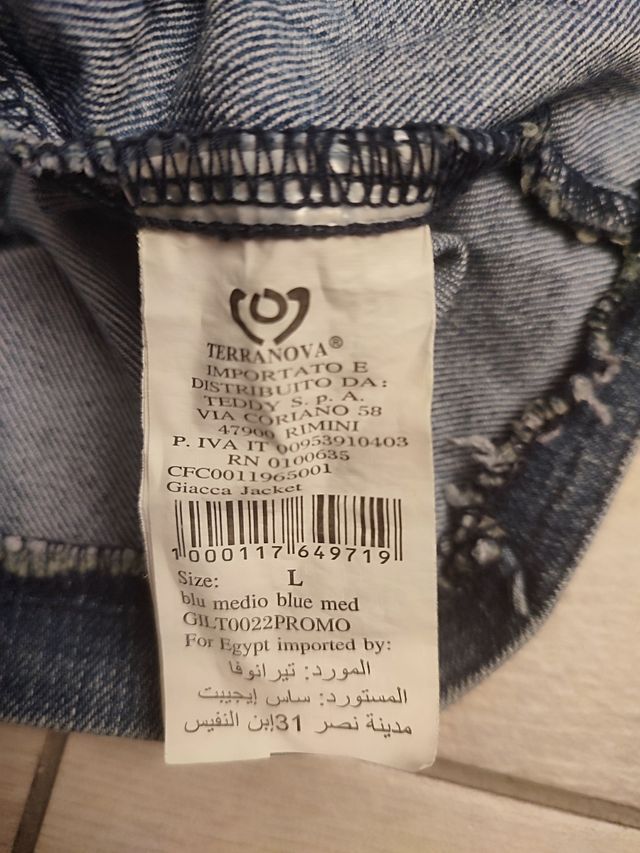 TERRANOVA®
IMPORTATO E
DISTRIBUITO DA:
TEDDY S. p. A.
VIA CORIANO 58
47900 RIMINI
P. IVA IT 00953910403
RN 0100635
CFC0011965001
Giacca Jacket
1000117649719
Size: L
blu medio blue med
GILT0022PROMO
For Egypt imported by:
المورد: تيرانوفا
المستورد: ساس إيجيبت
مدينة نصر 31إبن النفيس